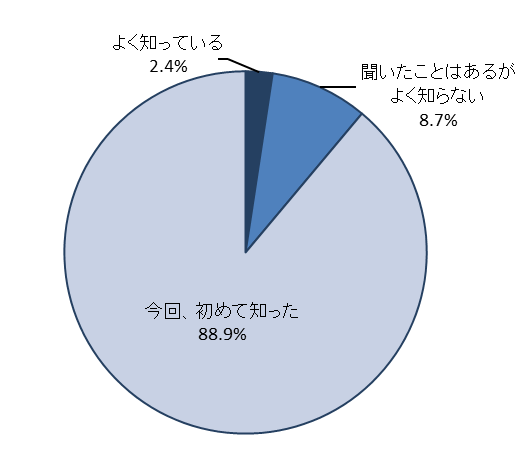 よく知っている
2.4%
聞いたことはあるが
よく知らない
8.7%
今回、初めて知った
88.9%